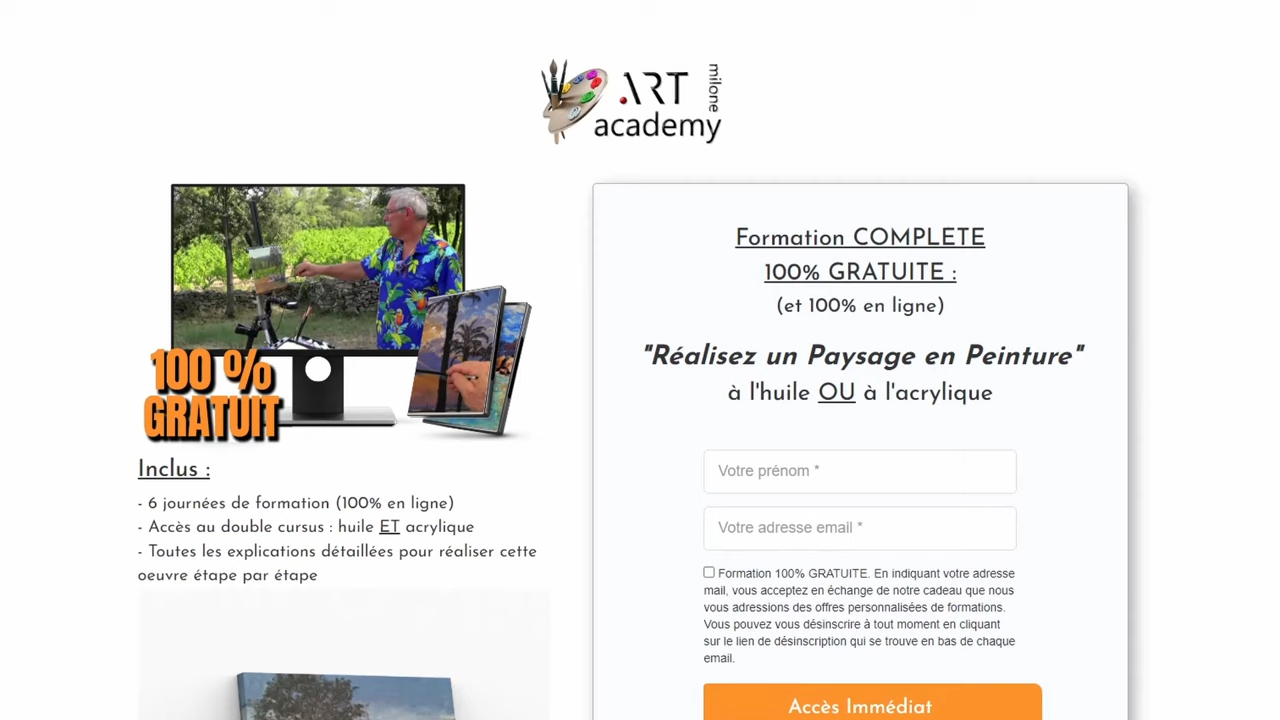 ART
milone
academy
100 %
GRATUIT
Inclus :
- 6 journées de formation (100% en ligne)
- Accès au double cursus : huile ET acrylique
- Toutes les explications détaillées pour réaliser cette
oeuvre étape par étape
Formation COMPLETE
100% GRATUITE :
(et 100% en ligne)
"Réalisez un Paysage en Peinture"
à l'huile OU à l'acrylique
Votre prénom *
Votre adresse email *
Formation 100% GRATUITE. En indiquant votre adresse
mail, vous acceptez en échange de notre cadeau que nous
vous adressions des offres personnalisées de formations.
Vous pouvez vous désinscrire à tout moment en cliquant
sur le lien de désinscription qui se trouve en bas de chaque
email.
Accès Immédiat